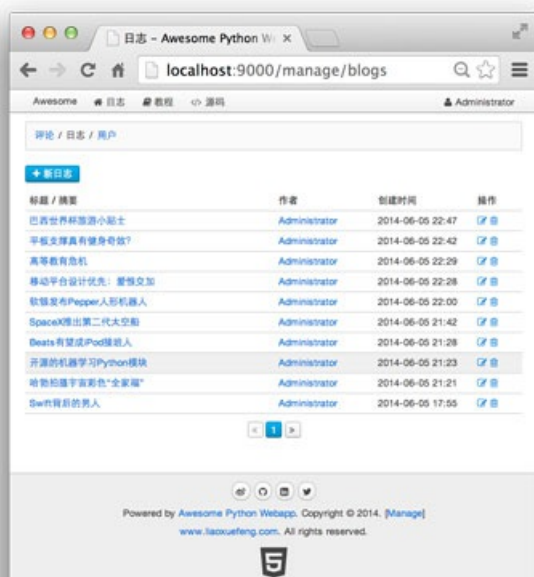 日志 - Awesome Python W
localhost:9000/manage/blogs
Awesome 日志 教程 源码 Administrator
评论 / 日志 / 用户
新日志
标题 / 摘要 作者 创建时间 操作
巴西世界杯旅游小贴士 Administrator 2014-06-05 22:47
平板支撑真有健身奇效? Administrator 2014-06-05 22:42
高等教育危机 Administrator 2014-06-05 22:29
移动平台设计优先：爱恨交加 Administrator 2014-06-05 22:28
软银发布Pepper人形机器人 Administrator 2014-06-05 22:00
SpaceX推出第二代太空船 Administrator 2014-06-05 21:42
Beats有望成iPod接班人 Administrator 2014-06-05 21:28
开源的机器学习Python模块 Administrator 2014-06-05 21:23
哈勃拍摄宇宙彩色“全家福” Administrator 2014-06-05 21:21
Swift背后的男人 Administrator 2014-06-05 17:55
« 1 »
Powered by Awesome Python Webapp. Copyright © 2014. [Manage]
www.liaoxuefeng.com. All rights reserved.
5